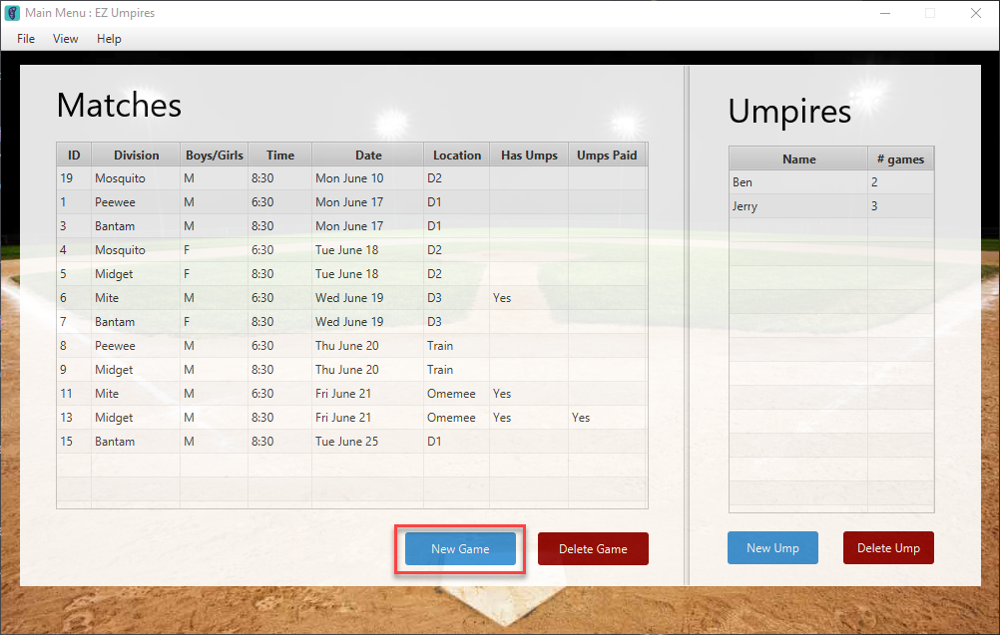 Main Menu : EZ Umpires
File View Help
Matches
ID Division Boys/Girls Time Date Location Has Umps Umps Paid
19 Mosquito M 8:30 Mon June 10 D2
1 Peewee M 6:30 Mon June 17 D1
3 Bantam M 8:30 Mon June 17 D1
4 Mosquito F 6:30 Tue June 18 D2
5 Midget F 8:30 Tue June 18 D2
6 Mite M 6:30 Wed June 19 D3 Yes
7 Bantam F 8:30 Wed June 19 D3
8 Peewee M 6:30 Thu June 20 Train
9 Midget M 8:30 Thu June 20 Train
11 Mite M 6:30 Fri June 21 Omemee Yes
13 Midget M 8:30 Fri June 21 Omemee Yes Yes
15 Bantam M 8:30 Tue June 25 D1
New Game Delete Game
Umpires
Name # games
Ben 2
Jerry 3
New Ump Delete Ump